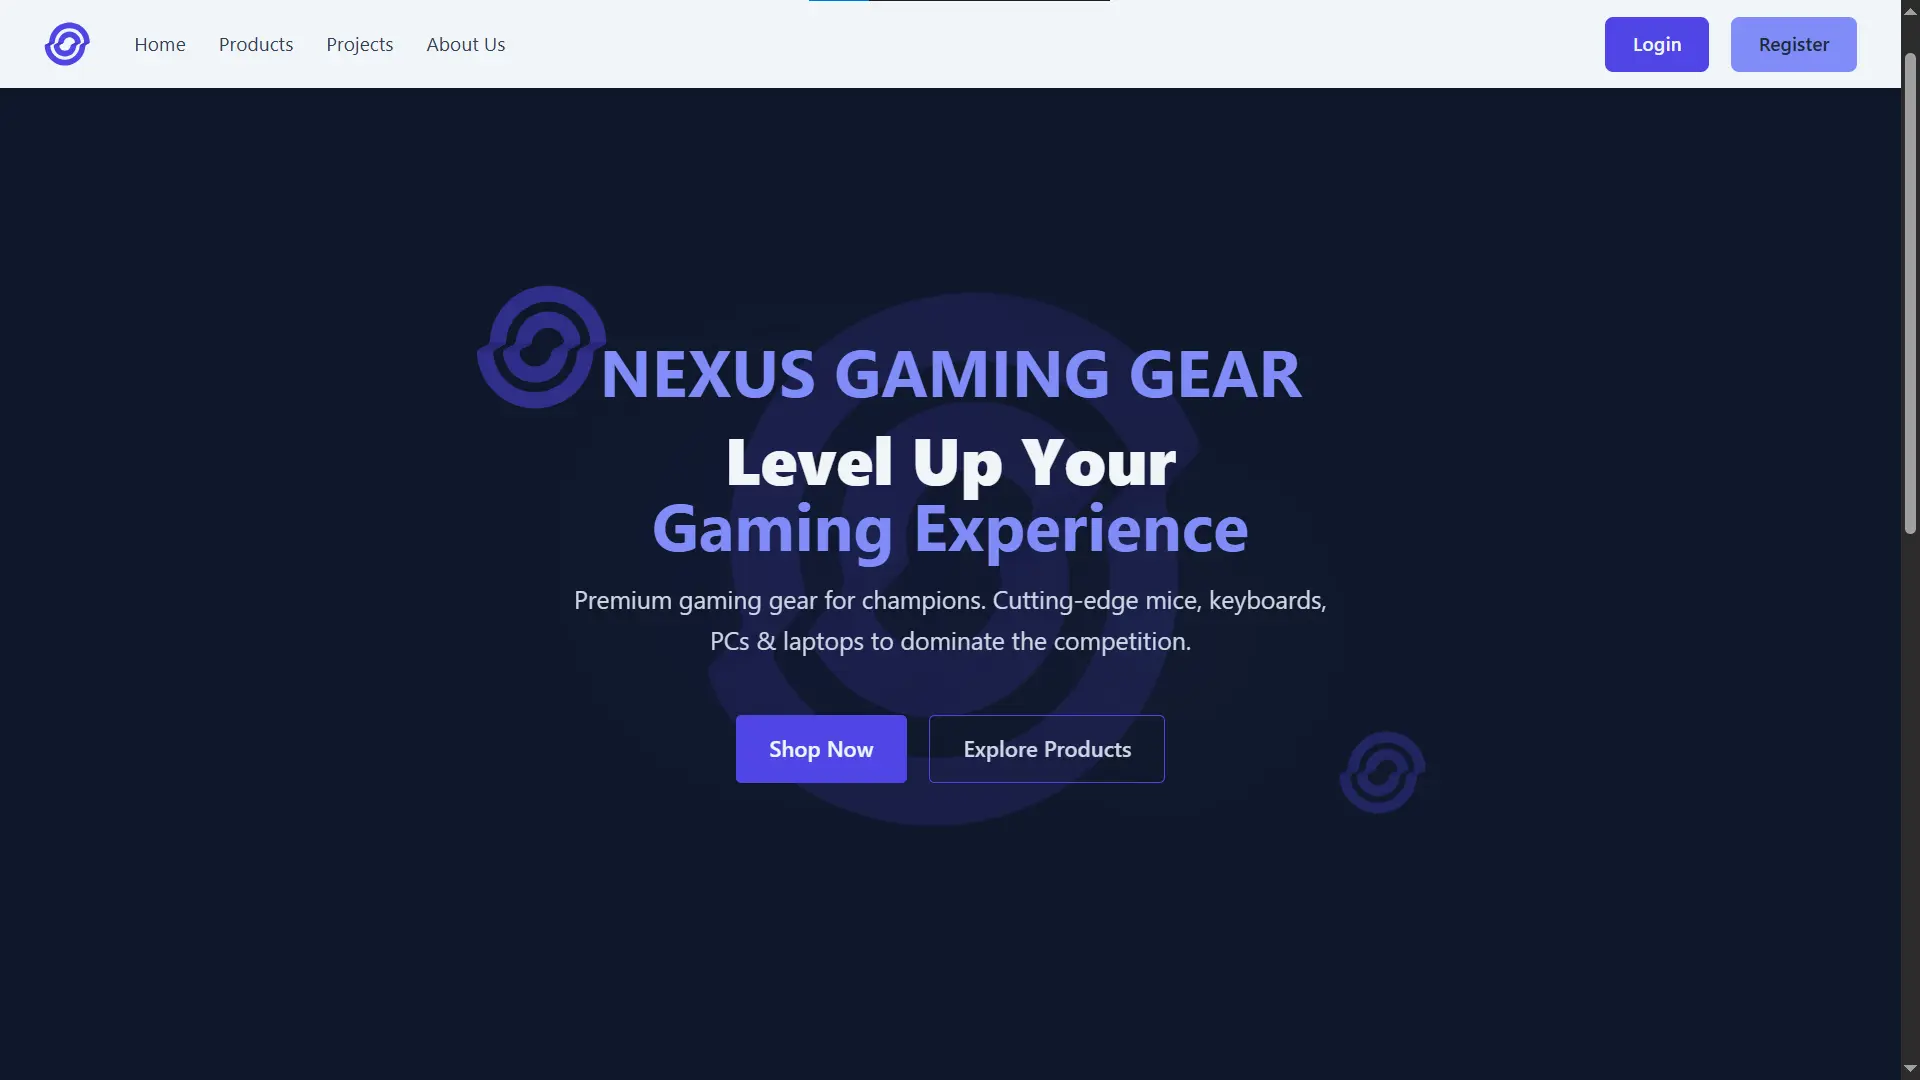 Home Products Projects About Us Login Register
NEXUS GAMING GEAR
Level Up Your
Gaming Experience
Premium gaming gear for champions. Cutting-edge mice, keyboards,
PCs & laptops to dominate the competition.
Shop Now Explore Products